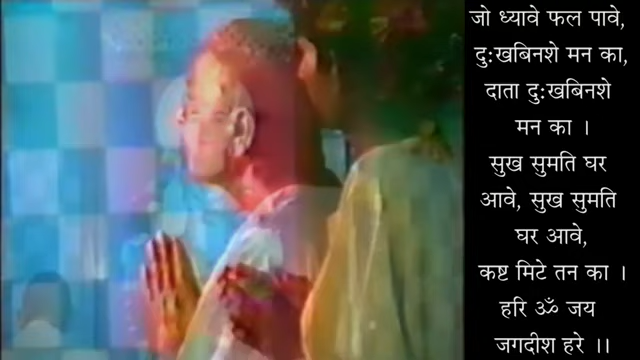 जो ध्यावे फल पावे,
दुःखबिनशे मन का,
दाता दुःखबिनशे
मन का ।
सुख सुमति घर
आवे, सुख सुमति
घर आवे,
कष्ट मिटे तन का ।
हरि ॐ जय
जगदीश हरे ।।